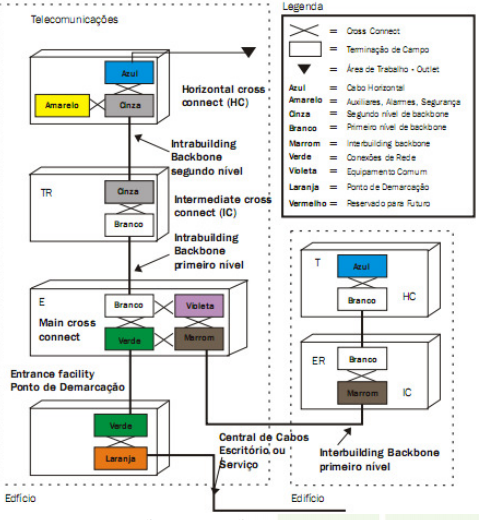 Telecomunicações
Azul
Amarelo
Cinza
Horizontal cross
connect (HC)
Intrabuilding
Backbone
segundo nível
TR
Cinza
Branco
Intermediate cross
connect (IC)
Intrabuilding
Backbone
primeiro nível
E
Main cross
connect
Branco
Violeta
Verde
Marrom
Entrance facility
Ponto de Demarcação
Verde
Laranja
Central de Cabos
Escritório ou
Serviço
Edfício
Legenda
= Cross Connect
= Terminação de Campo
= Área de Trabalho - Outlet
Azul = Cabo Horizontal
Amarelo = Auxiliares, Alarmes, Segurança
Cinza = Segundo nível de backbone
Branco = Primeiro nível de backbone
Marrom = Interbuilding backbone
Verde = Conexões de Rede
Violeta = Equipamento Comum
Laranja = Ponto de Demarcação
Vermelho = Reservado para Futuro
T
Azul
Branco
HC
ER
Branco
Marrom
IC
Interbuilding Backbone
primeiro nível
Edifício